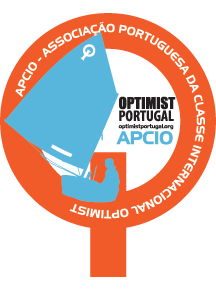 APCIO - ASSOCIAÇÃO PORTUGUESA DA CLASSE INTERNACIONAL OPTIMIST
OPTIMIST
PORTUGAL
optimistportugal.org
APCIO